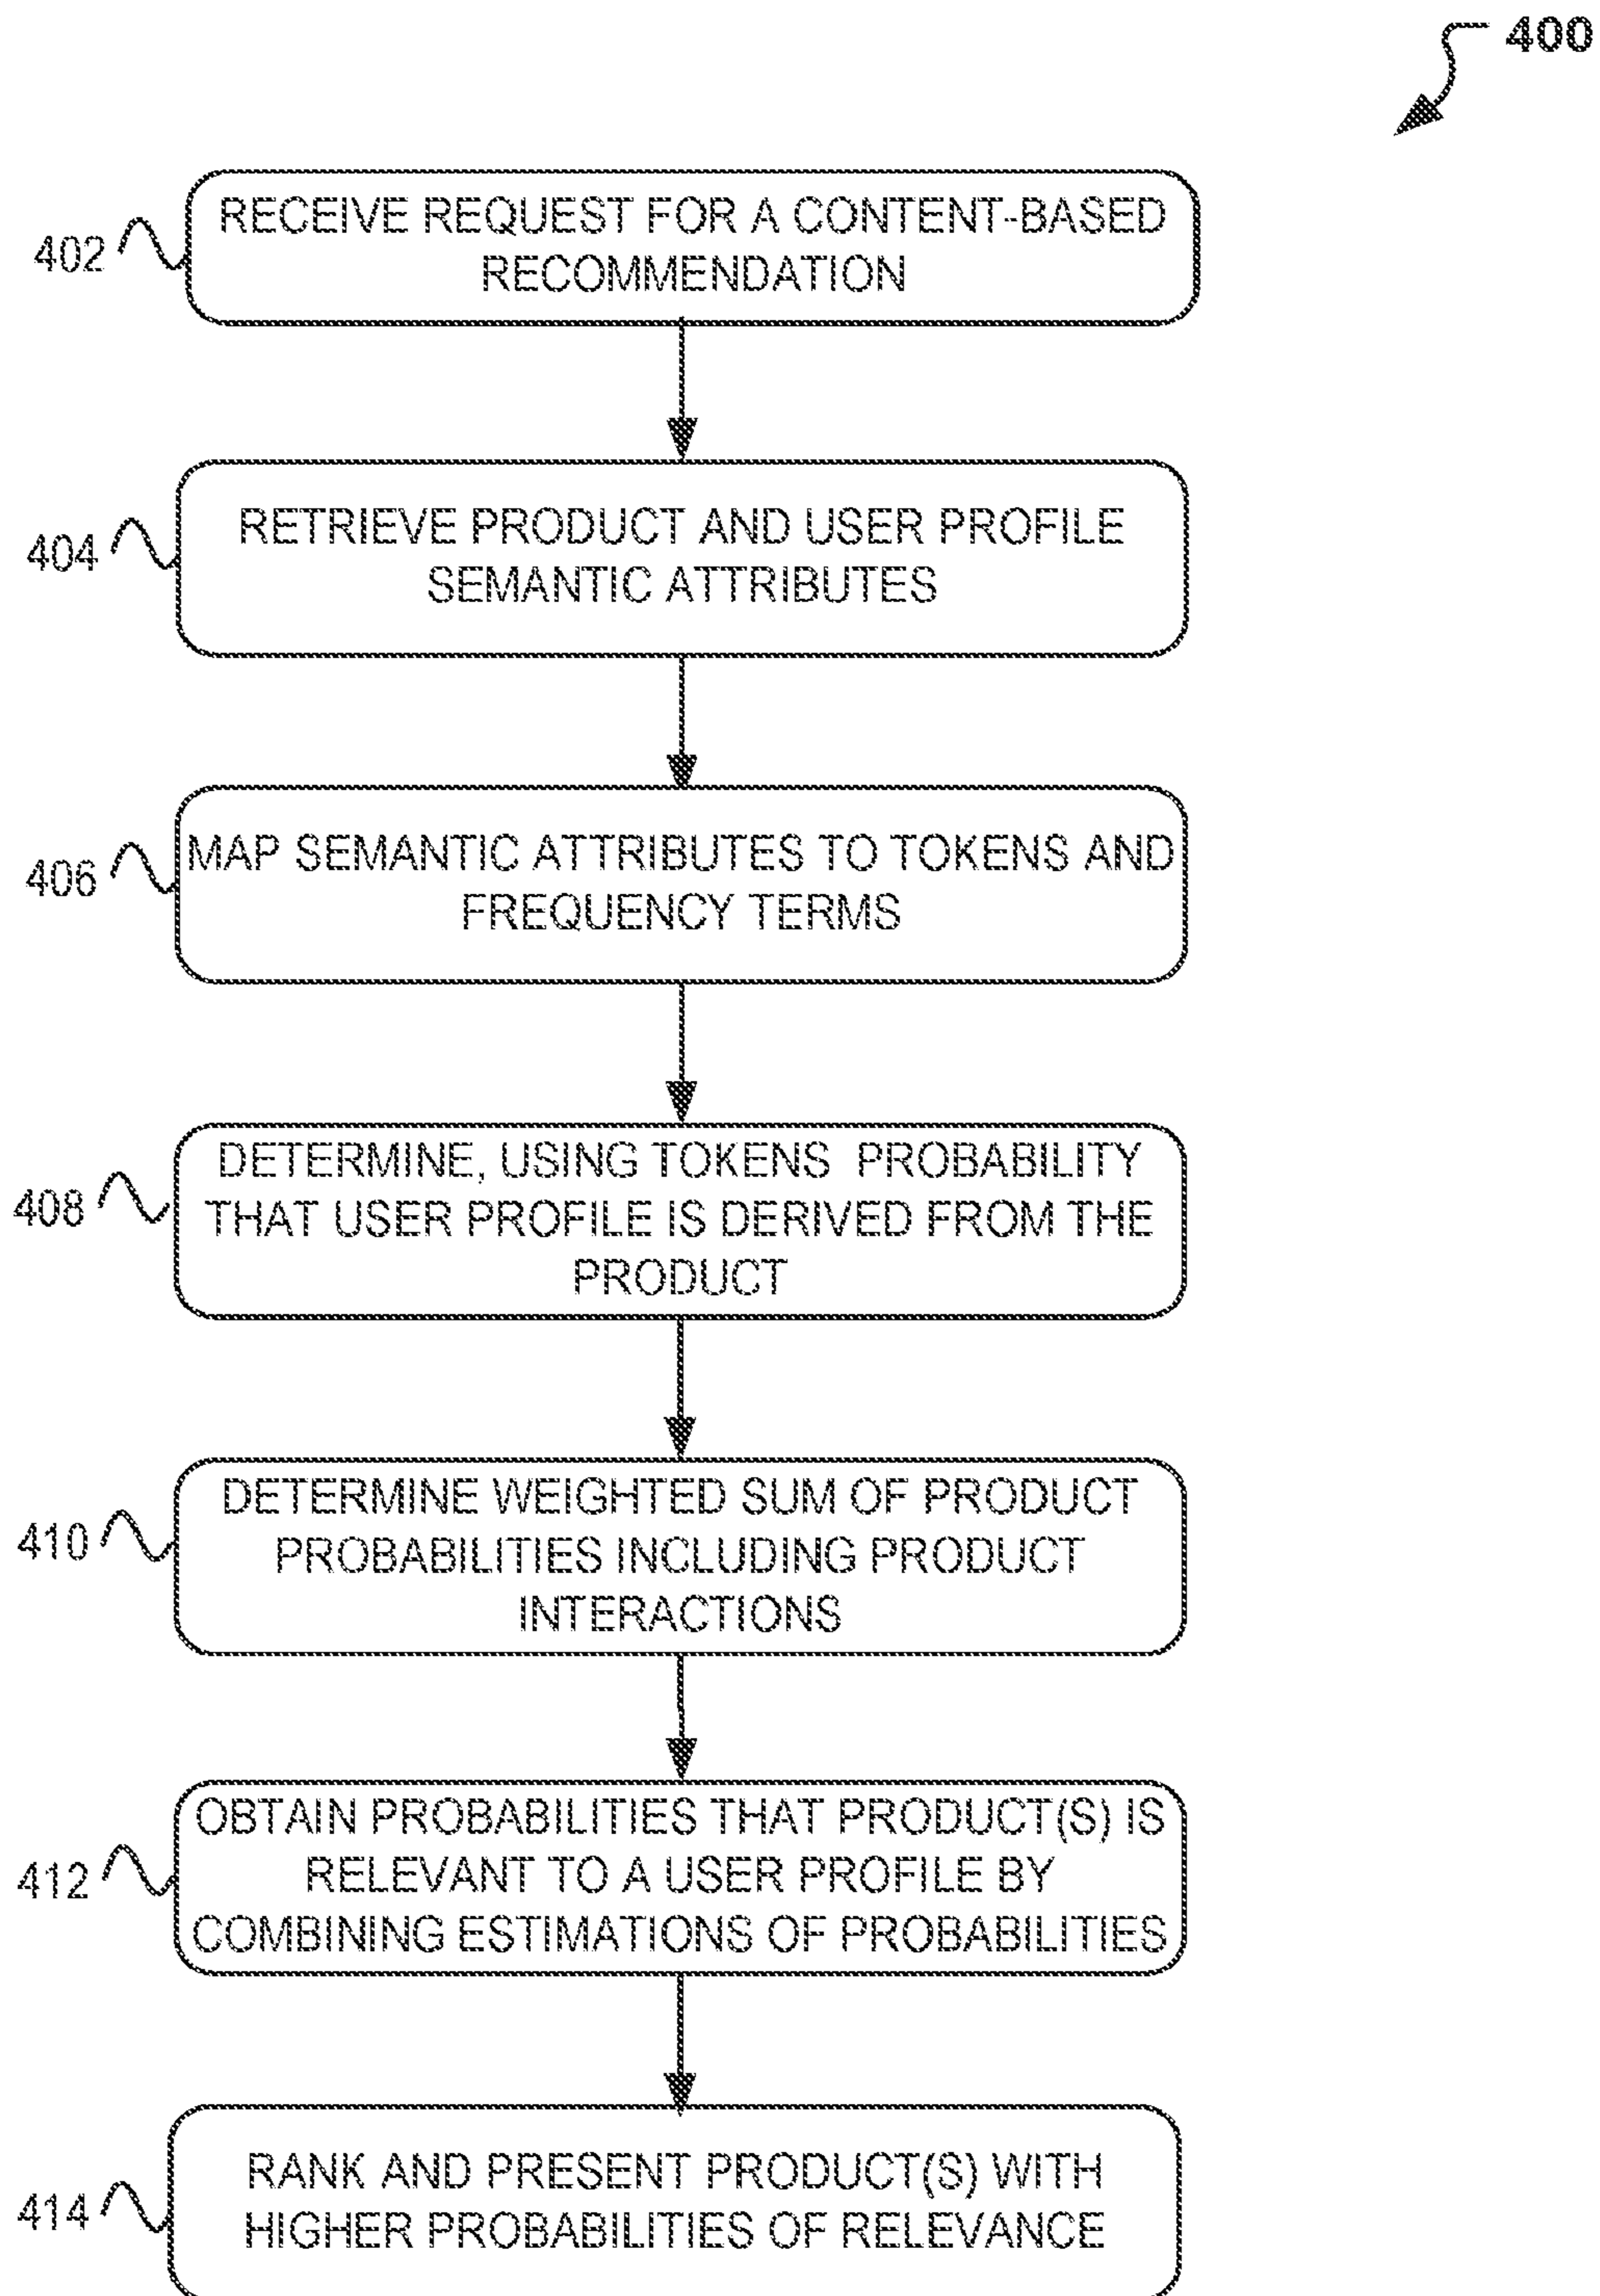 400
402
RECEIVE REQUEST FOR A CONTENT-BASED
RECOMMENDATION
404
RETRIEVE PRODUCT AND USER PROFILE
SEMANTIC ATTRIBUTES
406
MAP SEMANTIC ATTRIBUTES TO TOKENS AND
FREQUENCY TERMS
408
DETERMINE, USING TOKENS PROBABILITY
THAT USER PROFILE IS DERIVED FROM THE
PRODUCT
410
DETERMINE WEIGHTED SUM OF PRODUCT
PROBABILITIES INCLUDING PRODUCT
INTERACTIONS
412
OBTAIN PROBABILITIES THAT PRODUCT(S) IS
RELEVANT TO A USER PROFILE BY
COMBINING ESTIMATIONS OF PROBABILITIES
414
RANK AND PRESENT PRODUCT(S) WITH
HIGHER PROBABILITIES OF RELEVANCE